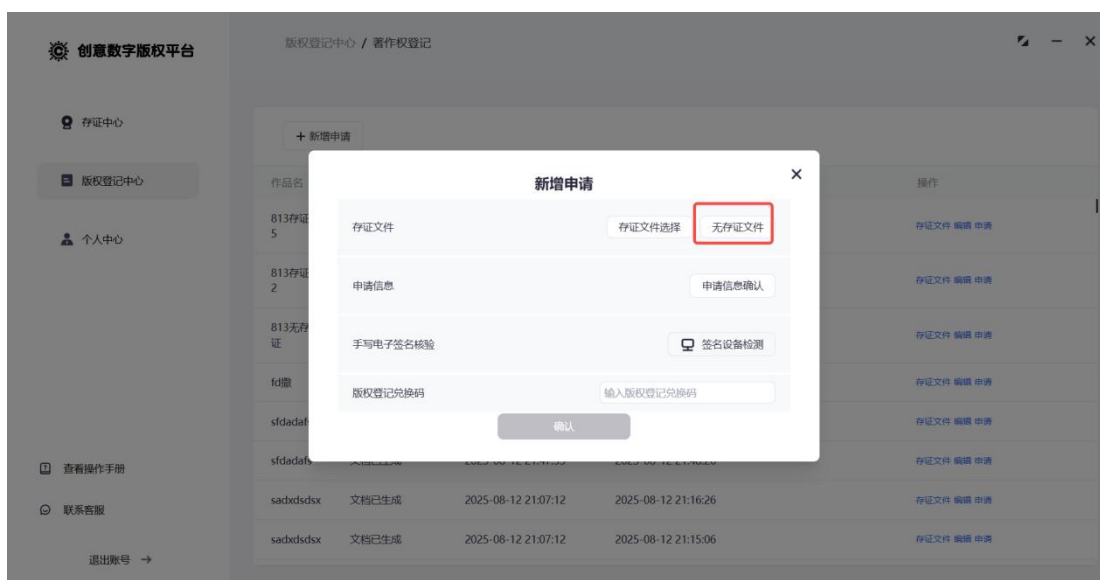 创意数字版权平台
版权登记中心 / 著作权登记
存证中心
版权登记中心
个人中心
查看操作手册
联系客服
退出账号 →
+ 新增申请
作品名
操作
813存证
5
存证文件 编辑 申请
813存证
2
存证文件 编辑 申请
813无存
证
存证文件 编辑 申请
fd撒
存证文件 编辑 申请
存证文件 编辑 申请
存证文件 编辑 申请
sadxdsdsx 文档已生成 2025-08-12 21:07:12 2025-08-12 21:16:26 存证文件 编辑 申请
sadxdsdsx 文档已生成 2025-08-12 21:07:12 2025-08-12 21:15:06 存证文件 编辑 申请
新增申请
存证文件 存证文件选择 无存证文件
申请信息 申请信息确认
手写电子签名核验 签名设备检测
版权登记兑换码 输入版权登记兑换码
确认